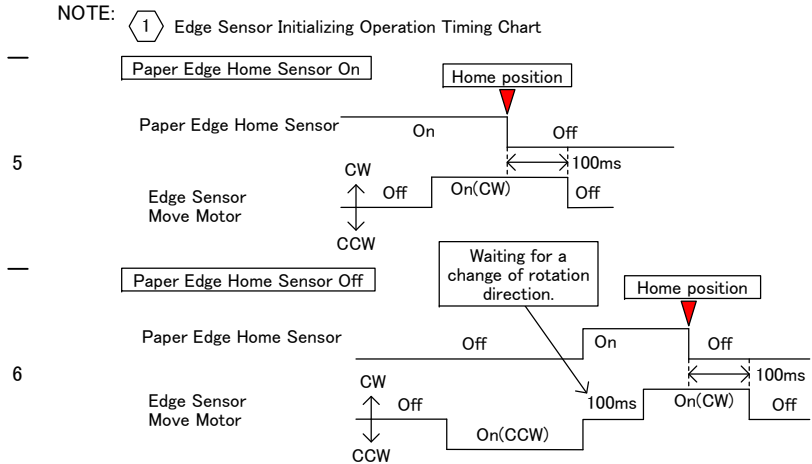 NOTE: 1 Edge Sensor Initializing Operation Timing Chart
Paper Edge Home Sensor On
Home position
Paper Edge Home Sensor
On
Off
5
100ms
CW
Off
On(CW)
Off
Edge Sensor
Move Motor
CCW
Waiting for a
change of rotation
direction.
Paper Edge Home Sensor Off
Home position
Paper Edge Home Sensor
Off
On
Off
6
100ms
CW
Off
100ms
On(CW)
Off
Edge Sensor
Move Motor
On(CCW)
CCW